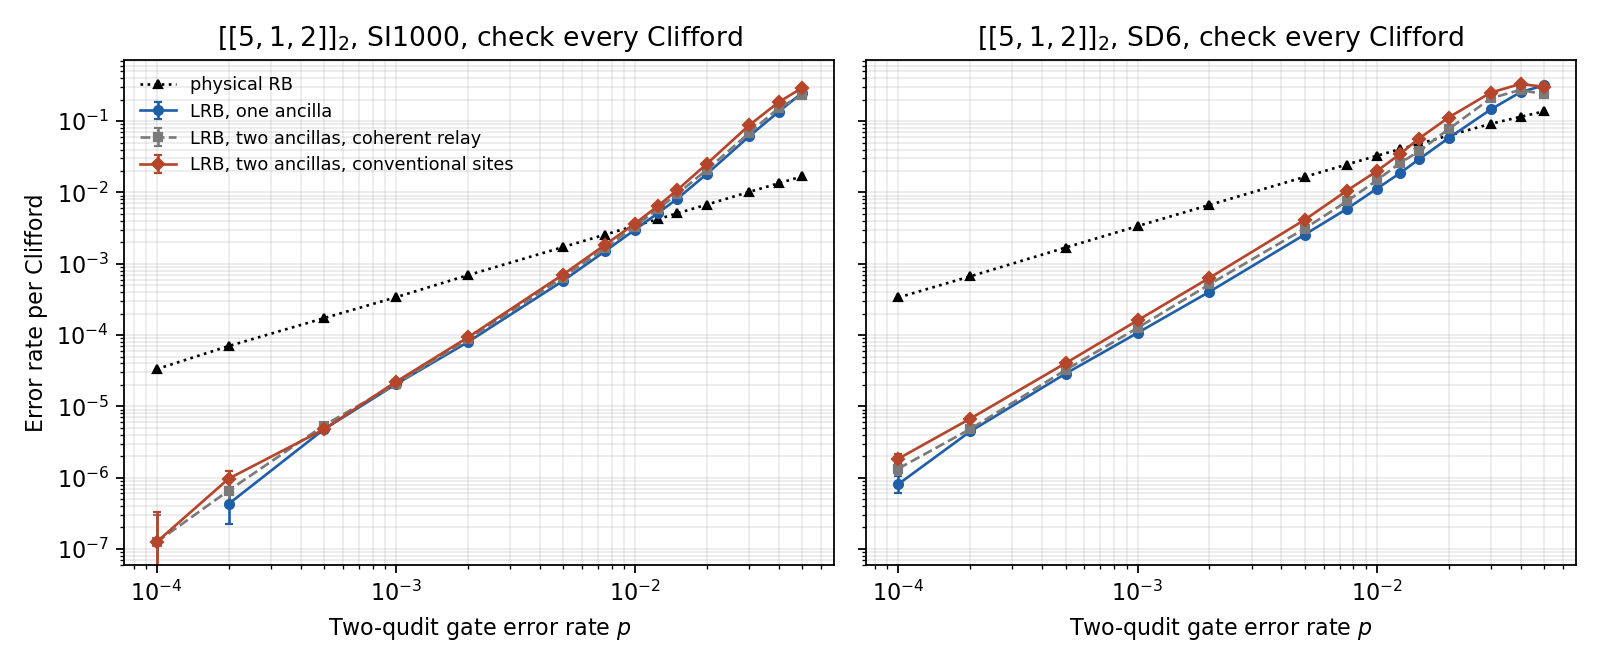 [[5, 1, 2]]₂, SI1000, check every Clifford
[[5, 1, 2]]₂, SD6, check every Clifford
physical RB
LRB, one ancilla
LRB, two ancillas, coherent relay
LRB, two ancillas, conventional sites
Error rate per Clifford
10⁻¹
10⁻²
10⁻³
10⁻⁴
10⁻⁵
10⁻⁶
10⁻⁷
10⁻⁴ 10⁻³ 10⁻²
10⁻⁴ 10⁻³ 10⁻²
Two-qudit gate error rate p
Two-qudit gate error rate p